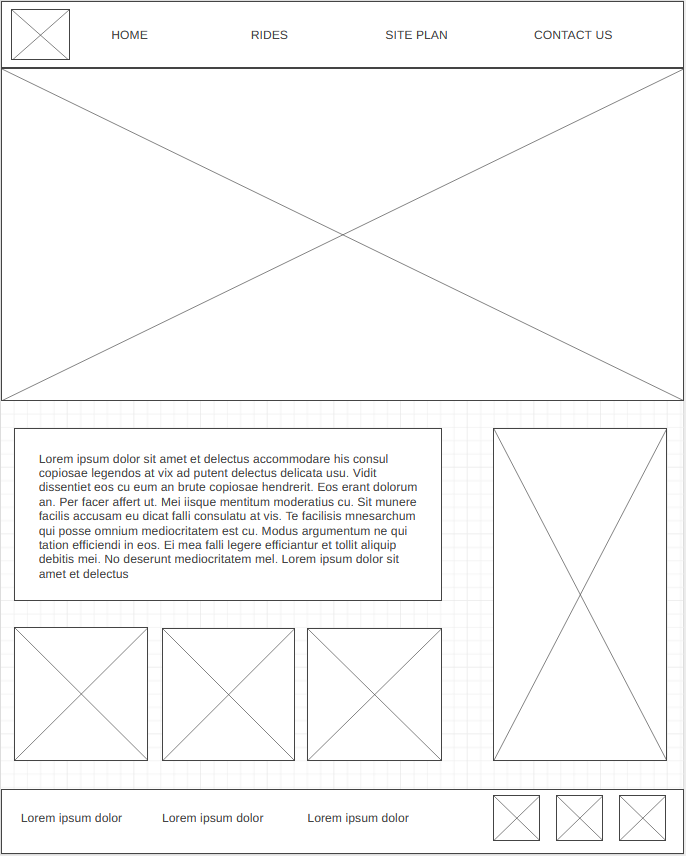 HOME RIDES SITE PLAN CONTACT US
Lorem ipsum dolor sit amet et delectus accommodare his consul
copiosae legendos at vix ad putent delectus delicata usu. Vidit
dissentiet eos cu eum an brute copiosae hendrerit. Eos erant dolorum
an. Per facer affert ut. Mei iisque mentitum moderatius cu. Sit munere
facilis accusam eu dicat falli consulatu at vis. Te facilisis mnesarchum
qui posse omnium mediocritatem est cu. Modus argumentum ne qui
tation efficiendi in eos. Ei mea falli legere efficiantur et tollit aliquip
debitis mei. No deserunt mediocritatem mel. Lorem ipsum dolor sit
amet et delectus
Lorem ipsum dolor Lorem ipsum dolor Lorem ipsum dolor